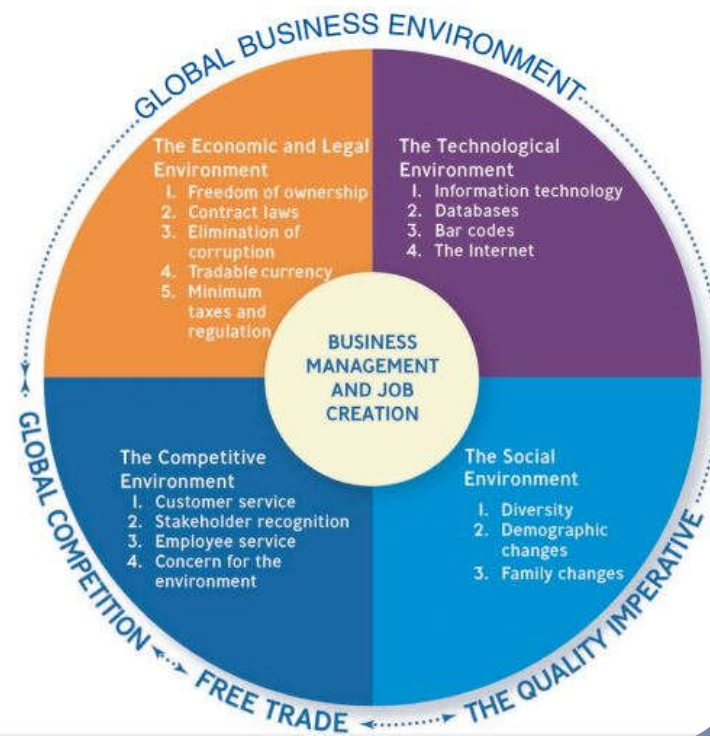 GLOBAL BUSINESS ENVIRONMENT
The Economic and Legal
Environment
1. Freedom of ownership
2. Contract laws
3. Elimination of
corruption
4. Tradable currency
5. Minimum
taxes and
regulation
The Technological
Environment
1. Information technology
2. Databases
3. Bar codes
4. The Internet
BUSINESS
MANAGEMENT
AND JOB
CREATION
The Competitive
Environment
1. Customer service
2. Stakeholder recognition
3. Employee service
4. Concern for the
environment
The Social
Environment
1. Diversity
2. Demographic
changes
3. Family changes
GLOBAL COMPETITION
FREE TRADE
THE QUALITY IMPERATIVE